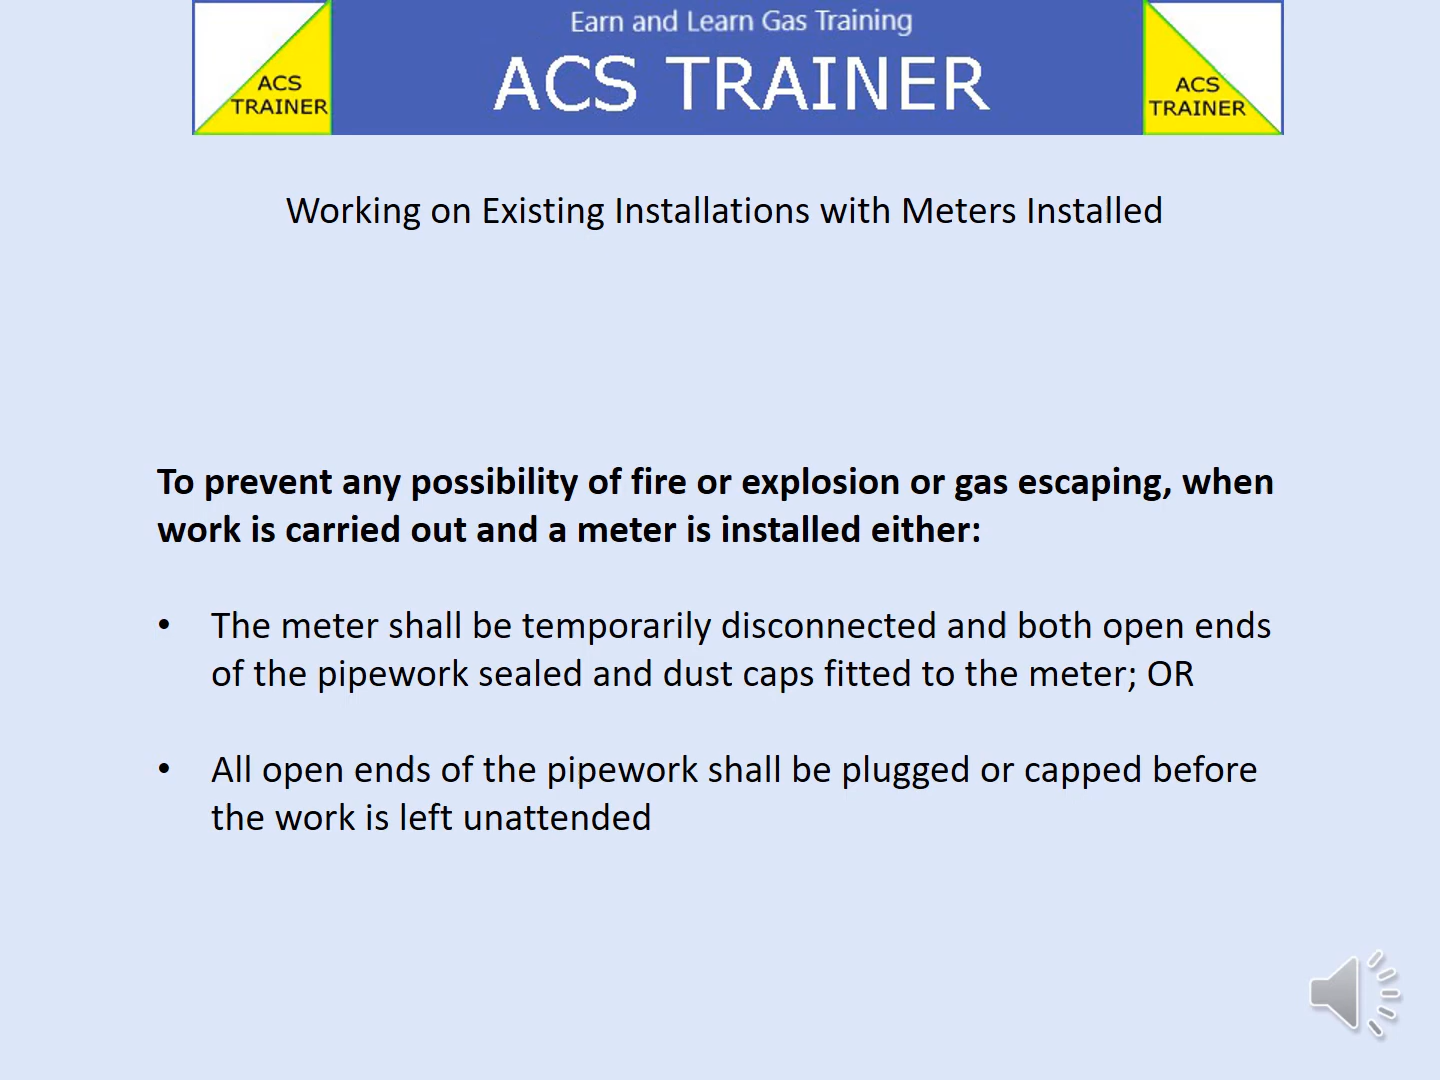 Earn and Learn Gas Training
ACS TRAINER
ACS
TRAINER
ACS
TRAINER
Working on Existing Installations with Meters Installed
To prevent any possibility of fire or explosion or gas escaping, when
work is carried out and a meter is installed either:
• The meter shall be temporarily disconnected and both open ends
of the pipework sealed and dust caps fitted to the meter; OR
• All open ends of the pipework shall be plugged or capped before
the work is left unattended